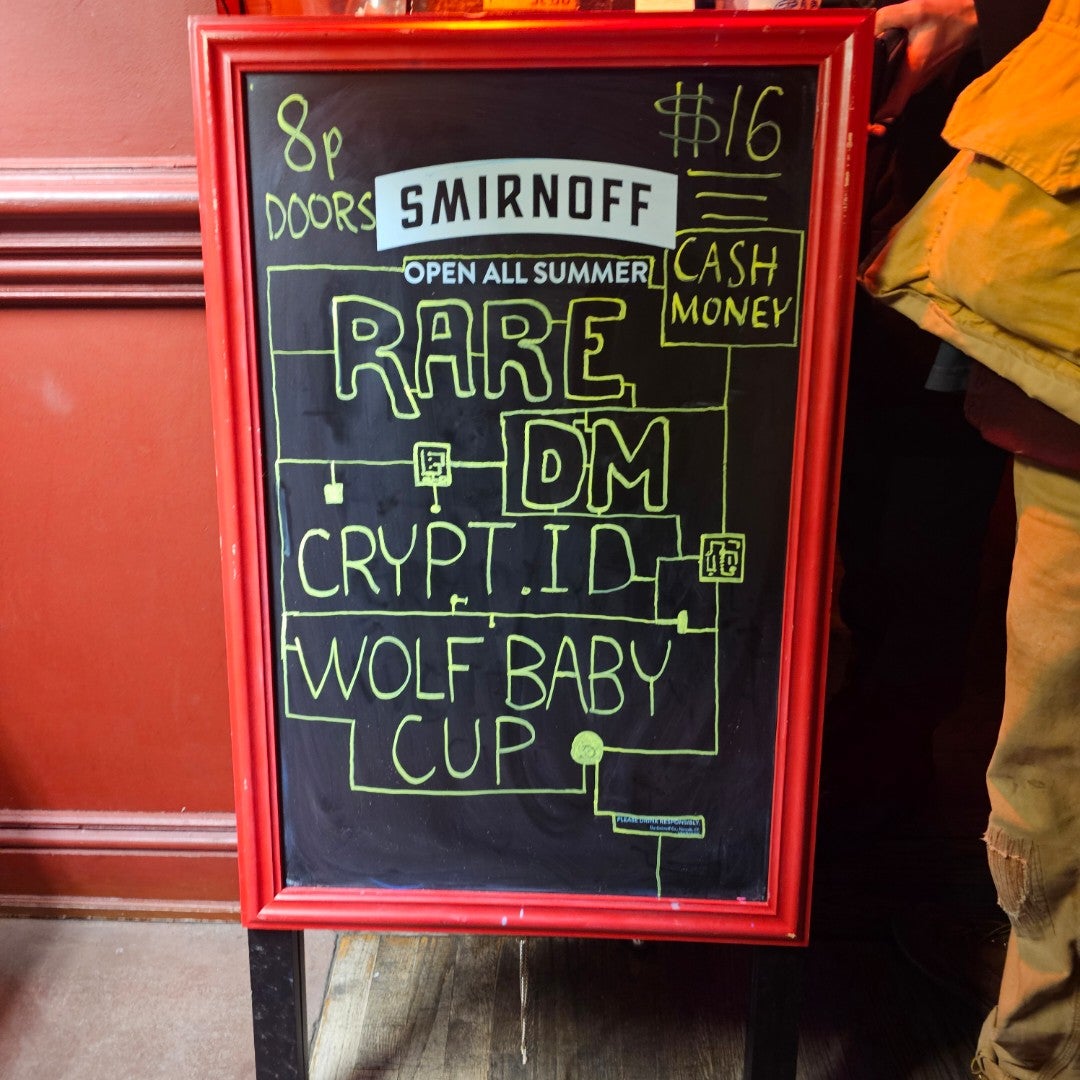 8P
DOORS
$16
CASH
MONEY
SMIRNOFF
OPEN ALL SUMMER
RARE
DM
CRYPT.ID
WOLF BABY
CUP
PLEASE DRINK RESPONSIBLY.